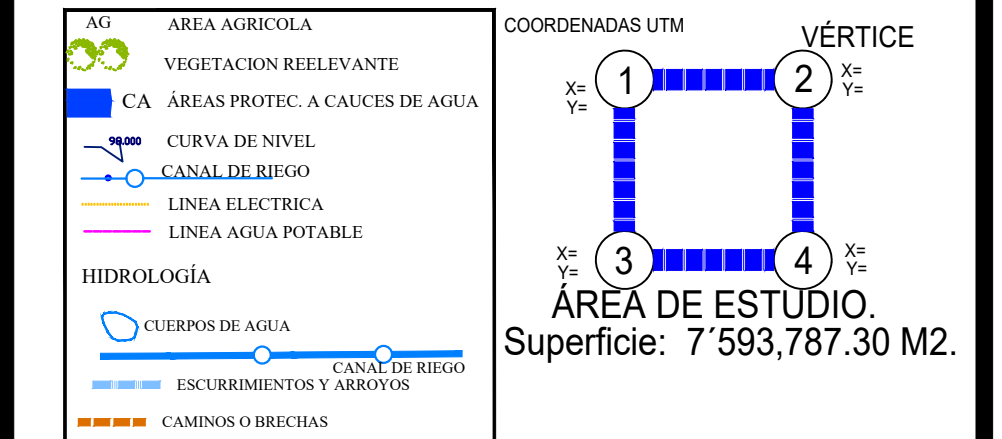 AG AREA AGRICOLA
VEGETACION REELEVANTE
CA ÁREAS PROTEC. A CAUCES DE AGUA
98.000 CURVA DE NIVEL
CANAL DE RIEGO
LINEA ELECTRICA
LINEA AGUA POTABLE
HIDROLOGÍA
CUERPOS DE AGUA
CANAL DE RIEGO
ESCURRIMIENTOS Y ARROYOS
CAMINOS O BRECHAS
COORDENADAS UTM
VÉRTICE
X= 1 2 X=
Y= Y=
X= 3 4 X=
Y= Y=
ÁREA DE ESTUDIO.
Superficie: 7´593,787.30 M2.